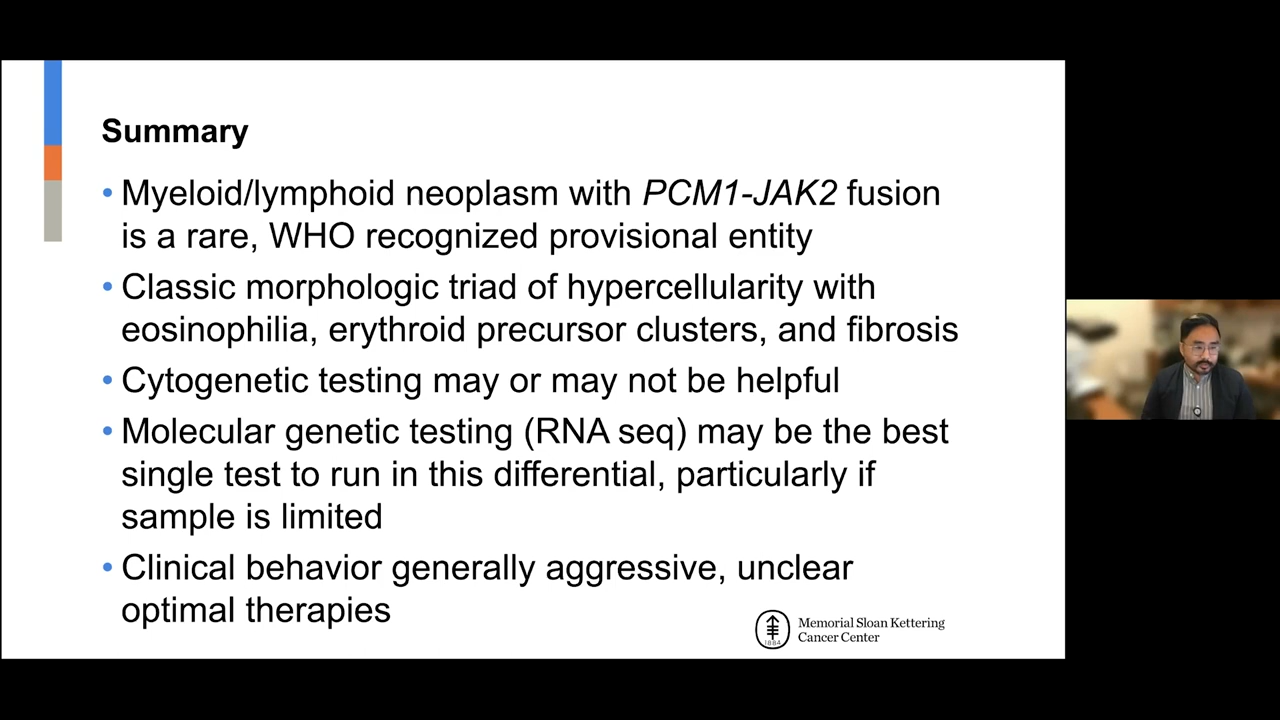 Summary
• Myeloid/lymphoid neoplasm with PCM1-JAK2 fusion
is a rare, WHO recognized provisional entity
• Classic morphologic triad of hypercellularity with
eosinophilia, erythroid precursor clusters, and fibrosis
• Cytogenetic testing may or may not be helpful
• Molecular genetic testing (RNA seq) may be the best
single test to run in this differential, particularly if
sample is limited
• Clinical behavior generally aggressive, unclear
optimal therapies
1884
Memorial Sloan Kettering
Cancer Center